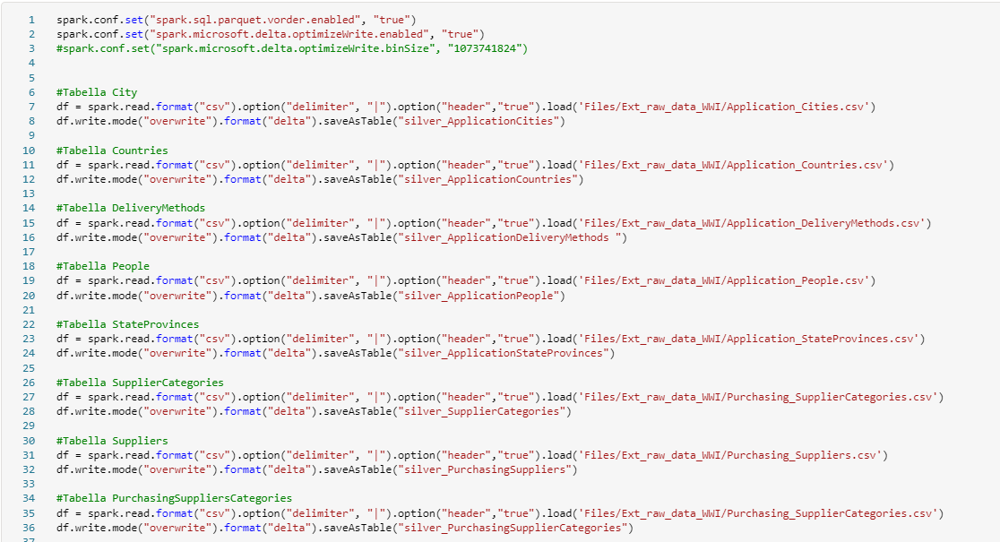 1 spark.conf.set("spark.sql.parquet.vorder.enabled", "true")
2 spark.conf.set("spark.microsoft.delta.optimizeWrite.enabled", "true")
3 #spark.conf.set("spark.microsoft.delta.optimizeWrite.binSize", "1073741824")
4
5
6 #Tabella City
7 df = spark.read.format("csv").option("delimiter", "|").option("header","true").load('Files/Ext_raw_data_WWI/Application_Cities.csv')
8 df.write.mode("overwrite").format("delta").saveAsTable("silver_ApplicationCities")
9
10 #Tabella Countries
11 df = spark.read.format("csv").option("delimiter", "|").option("header","true").load('Files/Ext_raw_data_WWI/Application_Countries.csv')
12 df.write.mode("overwrite").format("delta").saveAsTable("silver_ApplicationCountries")
13
14 #Tabella DeliveryMethods
15 df = spark.read.format("csv").option("delimiter", "|").option("header","true").load('Files/Ext_raw_data_WWI/Application_DeliveryMethods.csv')
16 df.write.mode("overwrite").format("delta").saveAsTable("silver_ApplicationDeliveryMethods ")
17
18 #Tabella People
19 df = spark.read.format("csv").option("delimiter", "|").option("header","true").load('Files/Ext_raw_data_WWI/Application_People.csv')
20 df.write.mode("overwrite").format("delta").saveAsTable("silver_ApplicationPeople")
21
22 #Tabella StateProvinces
23 df = spark.read.format("csv").option("delimiter", "|").option("header","true").load('Files/Ext_raw_data_WWI/Application_StateProvinces.csv')
24 df.write.mode("overwrite").format("delta").saveAsTable("silver_ApplicationStateProvinces")
25
26 #Tabella SupplierCategories
27 df = spark.read.format("csv").option("delimiter", "|").option("header","true").load('Files/Ext_raw_data_WWI/Purchasing_SupplierCategories.csv')
28 df.write.mode("overwrite").format("delta").saveAsTable("silver_SupplierCategories")
29
30 #Tabella Suppliers
31 df = spark.read.format("csv").option("delimiter", "|").option("header","true").load('Files/Ext_raw_data_WWI/Purchasing_Suppliers.csv')
32 df.write.mode("overwrite").format("delta").saveAsTable("silver_PurchasingSuppliers")
33
34 #Tabella PurchasingSuppliersCategories
35 df = spark.read.format("csv").option("delimiter", "|").option("header","true").load('Files/Ext_raw_data_WWI/Purchasing_SupplierCategories.csv')
36 df.write.mode("overwrite").format("delta").saveAsTable("silver_PurchasingSuppliersCategories")
37